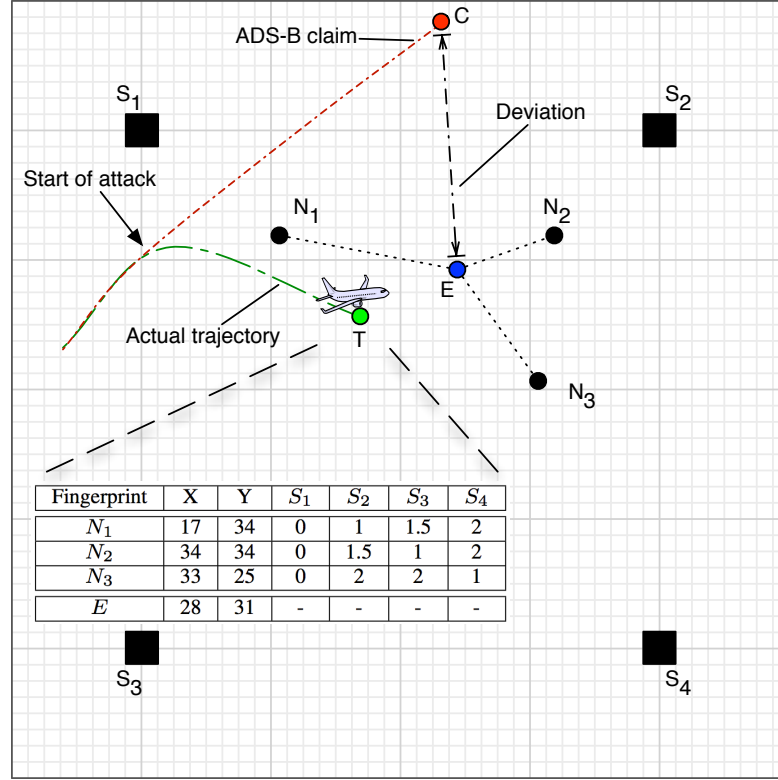 C
ADS-B claim
S1
S2
Deviation
Start of attack
N1
N2
E
Actual trajectory
T
N3
Fingerprint X Y S1 S2 S3 S4
N1 17 34 0 1 1.5 2
N2 34 34 0 1.5 1 2
N3 33 25 0 2 2 1
E 28 31 - - - -
S3
S4